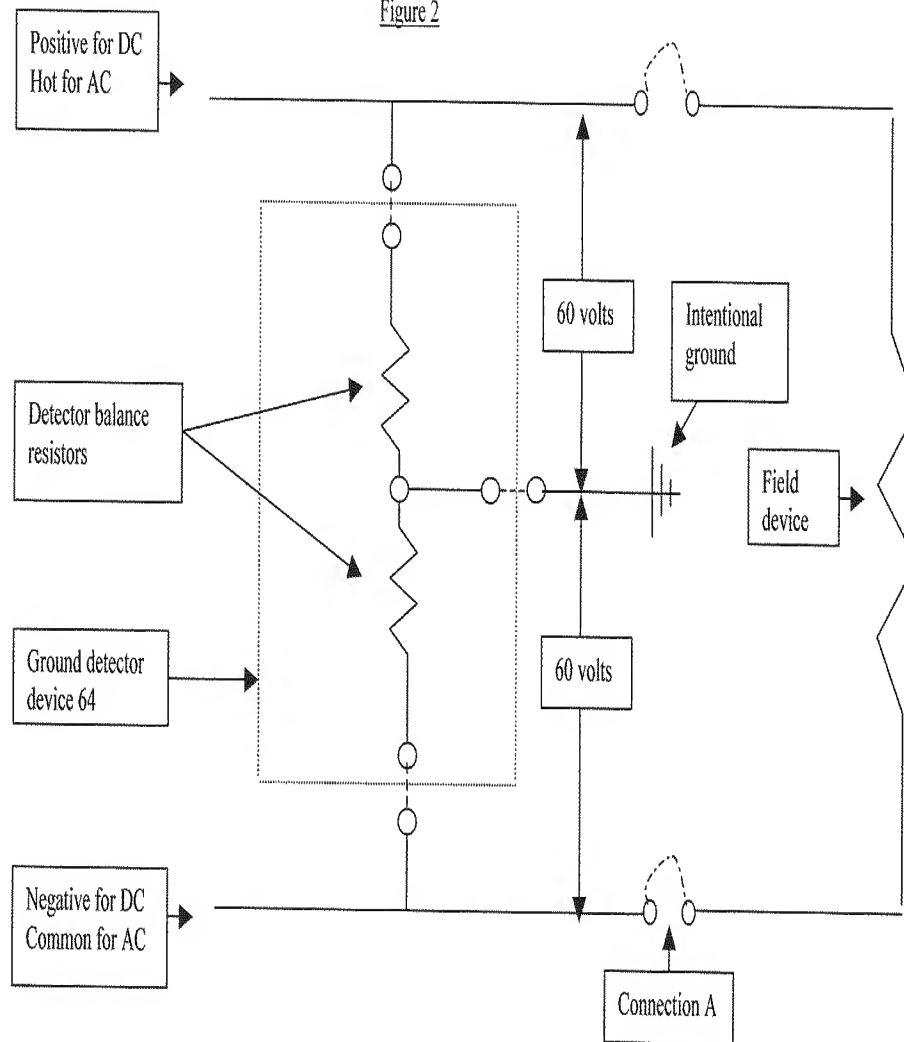 Figure 2
Positive for DC
Hot for AC
60 volts
Intentional
ground
Detector balance
resistors
Field
device
Ground detector
device 64
60 volts
Negative for DC
Common for AC
Connection A